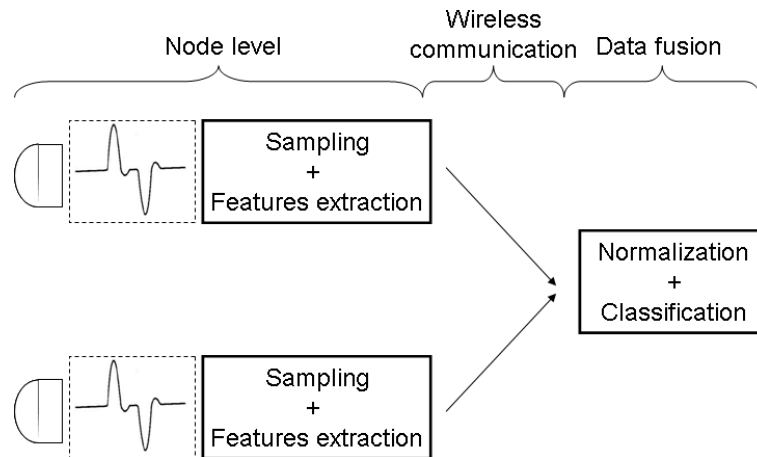 Node level
Wireless
communication
Data fusion
Sampling
+
Features extraction
Normalization
+
Classification
Sampling
+
Features extraction